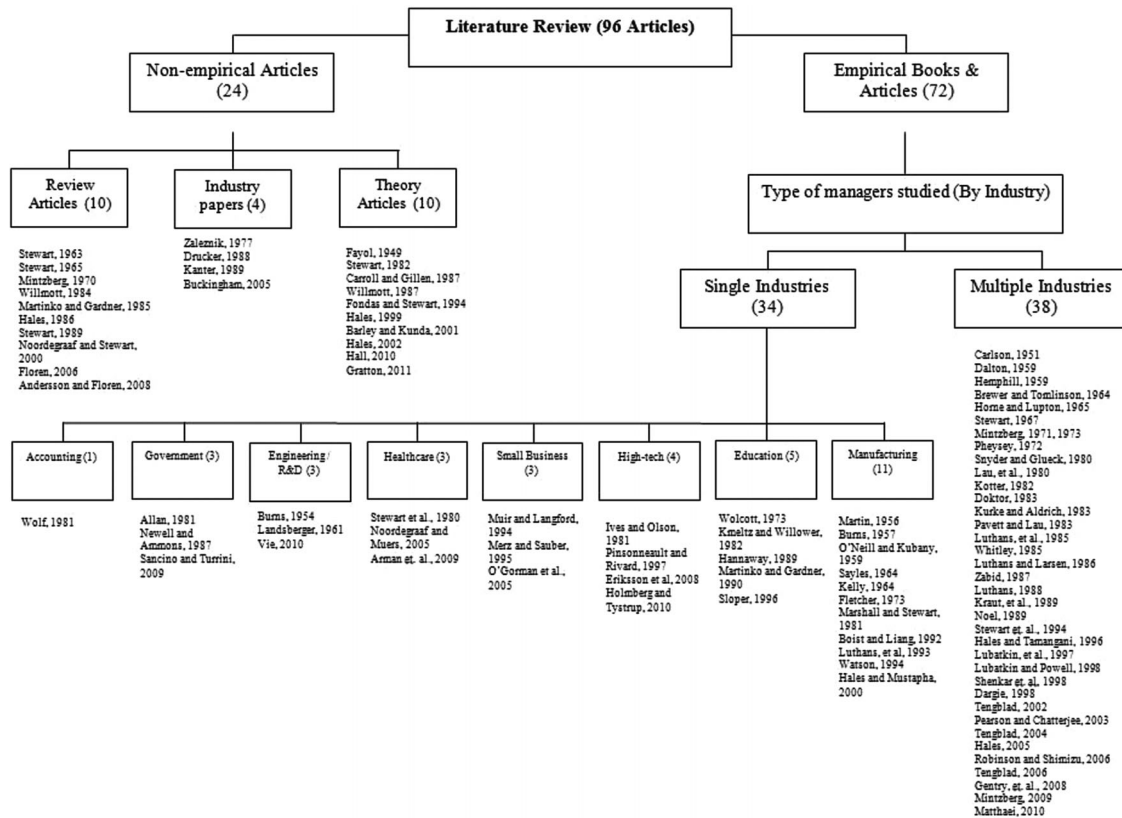 Literature Review (96 Articles)
Non-empirical Articles
(24)
Empirical Books &
Articles (72)
Review
Articles (10)
Industry
papers (4)
Theory
Articles (10)
Type of managers studied (By Industry)
Stewart, 1963
Stewart, 1965
Mintzberg, 1970
Willmott, 1984
Martinko and Gardner, 1985
Hales, 1986
Stewart, 1989
Noordegraaf and Stewart,
2000
Floren, 2006
Andersson and Floren, 2008
Zaleznik, 1977
Drucker, 1988
Kanter, 1989
Buckingham, 2005
Fayol, 1949
Stewart, 1982
Carroll and Gillen, 1987
Willmott, 1987
Fondas and Stewart, 1994
Hales, 1999
Barley and Kunda, 2001
Hales, 2002
Hall, 2010
Gratton, 2011
Single Industries
(34)
Multiple Industries
(38)
Accounting (1)
Government (3)
Engineering /
R&D (3)
Healthcare (3)
Small Business
(3)
High-tech (4)
Education (5)
Manufacturing
(11)
Wolf, 1981
Allan, 1981
Newell and
Ammons, 1987
Sancino and Turrini,
2009
Burns, 1954
Landsberger, 1961
Vie, 2010
Stewart et al., 1980
Noordegraaf and
Muers, 2005
Arman et. al., 2009
Muir and Langford,
1994
Merz and Sauber,
1995
O'Gorman et al.,
2005
Ives and Olson,
1981
Pinsonneault and
Rivard, 1997
Eriksson et al, 2008
Holmberg and
Tystrup, 2010
Wolcott, 1973
Kmeltz and Willower,
1982
Hannaway, 1989
Martinko and Gardner,
1990
Sloper, 1996
Martin, 1956
Burns, 1957
O'Neill and Kubany,
1959
Sayles, 1964
Kelly, 1964
Fletcher, 1973
Marshall and Stewart,
1981
Boist and Liang, 1992
Luthans, et al, 1993
Watson, 1994
Hales and Mustapha,
2000
Carlson, 1951
Dalton, 1959
Hemphill, 1959
Brewer and Tomlinson, 1964
Horne and Lupton, 1965
Stewart, 1967
Mintzberg, 1971, 1973
Pheysey, 1972
Snyder and Glueck, 1980
Lau, et al., 1980
Kotter, 1982
Doktor, 1983
Kurke and Aldrich, 1983
Pavett and Lau, 1983
Luthans, et al., 1985
Whitley, 1985
Luthans and Larsen, 1986
Zabid, 1987
Luthans, 1988
Kraut, et al., 1989
Noel, 1989
Stewart et. al., 1994
Hales and Tamangani, 1996
Lubatkin, et al., 1997
Lubatkin and Powell, 1998
Shenkar et. al, 1998
Dargie, 1998
Tengblad, 2002
Pearson and Chatterjee, 2003
Tengblad, 2004
Hales, 2005
Robinson and Shimizu, 2006
Tengblad, 2006
Gentry, et. al., 2008
Mintzberg, 2009
Matthaei, 2010